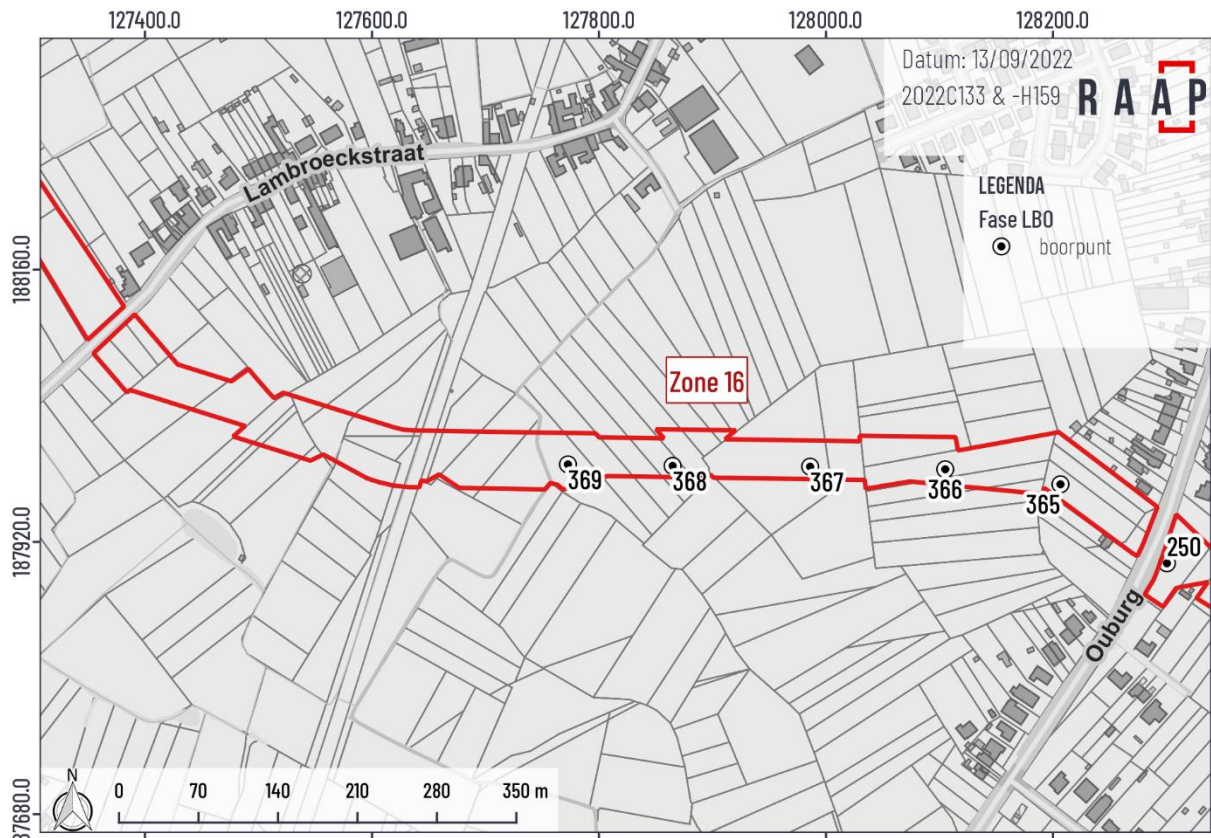 127400.0 127600.0 127800.0 128000.0 128200.0
Datum: 13/09/2022
2022C133 & -H159
RAAP
LEGENDA
Fase LBO
boorpunt
Lambroeckstraat
188160.0
Zone 16
369 368 367 366 365
187920.0
250
Ouburg
N
0 70 140 210 280 350 m